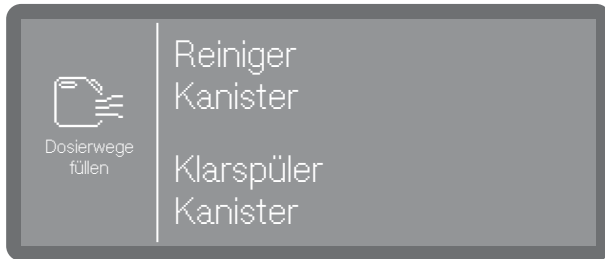 Dosierwege
füllen
Reiniger
Kanister
Klarspüler
Kanister